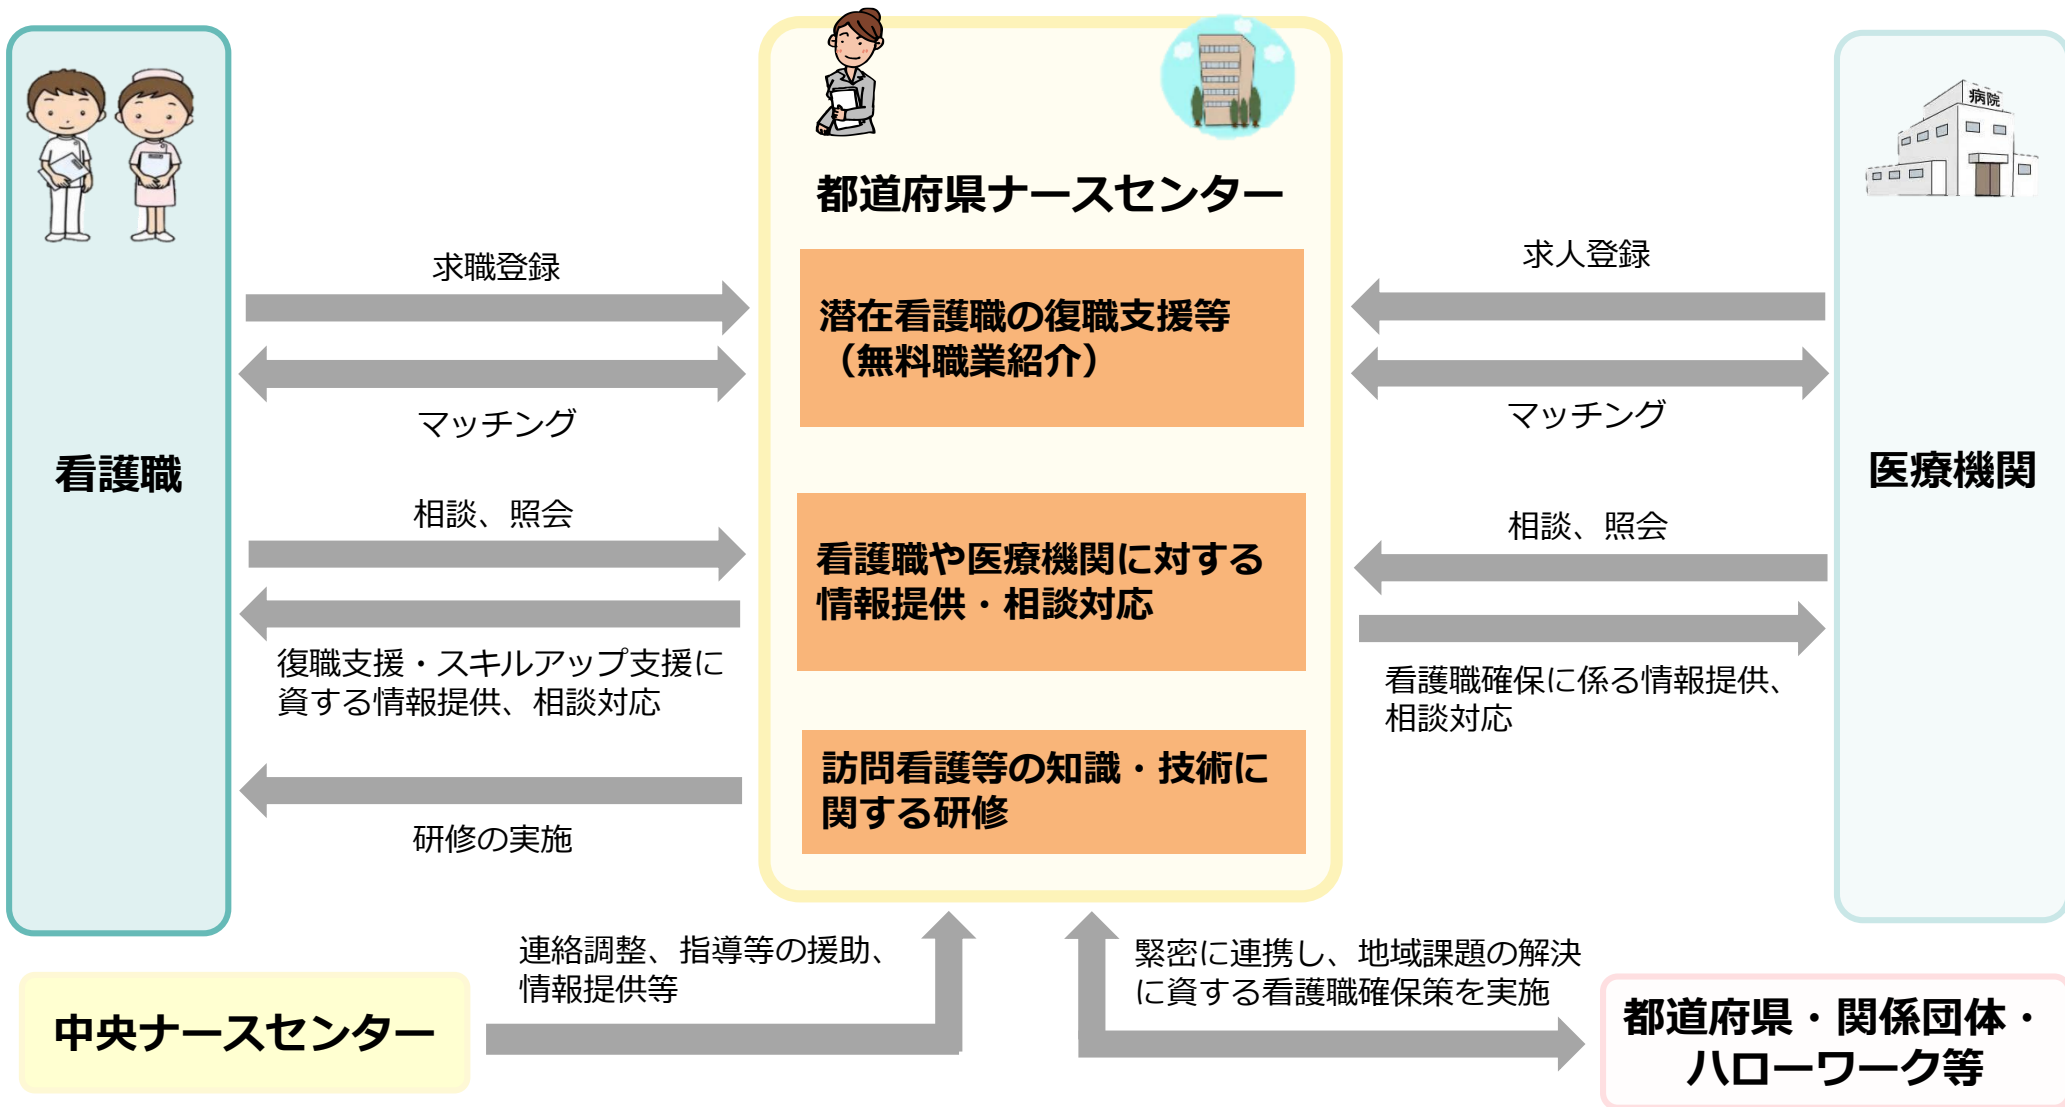 病院
都道府県ナースセンター
求職登録
求人登録
潜在看護職の復職支援等
（無料職業紹介）
マッチング
マッチング
看護職
医療機関
相談、照会
相談、照会
看護職や医療機関に対する
情報提供・相談対応
復職支援・スキルアップ支援に
資する情報提供、相談対応
看護職確保に係る情報提供、
相談対応
訪問看護等の知識・技術に
関する研修
研修の実施
連絡調整、指導等の援助、
情報提供等
緊密に連携し、地域課題の解決
に資する看護職確保策を実施
中央ナースセンター
都道府県・関係団体・
ハローワーク等